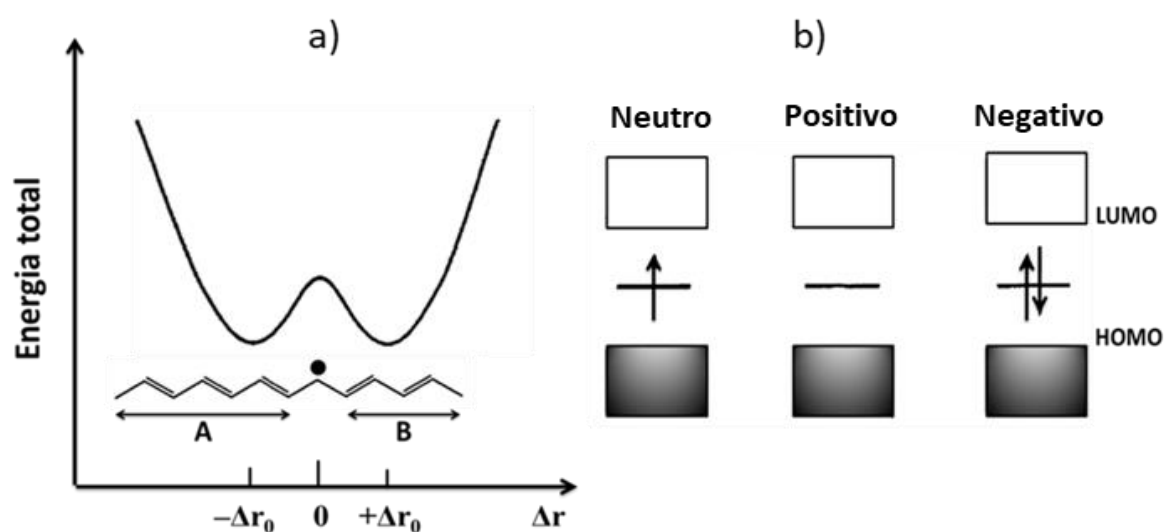 a)
Energia total
A
B
−Δr₀
0
+Δr₀
Δr
b)
Neutro
Positivo
Negativo
LUMO
HOMO